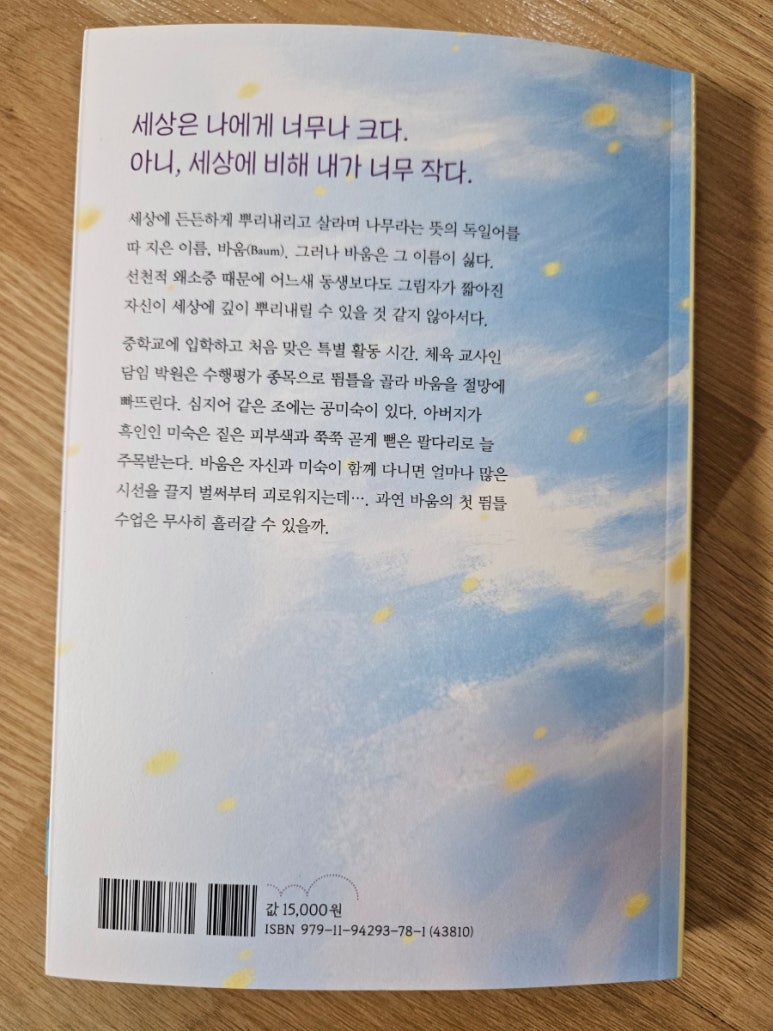 세상은 나에게 너무나 크다.
아니, 세상에 비해 내가 너무 작다.
세상에 든든하게 뿌리내리고 살라며 나무라는 뜻의 독일어를
따 지은 이름, 바움(Baum). 그러나 바움은 그 이름이 싫다.
선천적 왜소증 때문에 어느새 동생보다도 그림자가 짧아진
자신이 세상에 깊이 뿌리내릴 수 있을 것 같지 않아서다.
중학교에 입학하고 처음 맞은 특별 활동 시간. 체육 교사인
담임 박원은 수행평가 종목으로 뜀틀을 골라 바움을 절망에
빠뜨린다. 심지어 같은 조에는 공미숙이 있다. 아버지가
흑인인 미숙은 짙은 피부색과 쭉쭉 곧게 뻗은 팔다리로 늘
주목받는다. 바움은 자신과 미숙이 함께 다니면 얼마나 많은
시선을 끌지 벌써부터 괴로워지는데…. 과연 바움의 첫 뜀틀
수업은 무사히 흘러갈 수 있을까.
값 15,000원
ISBN 979-11-94293-78-1 (43810)